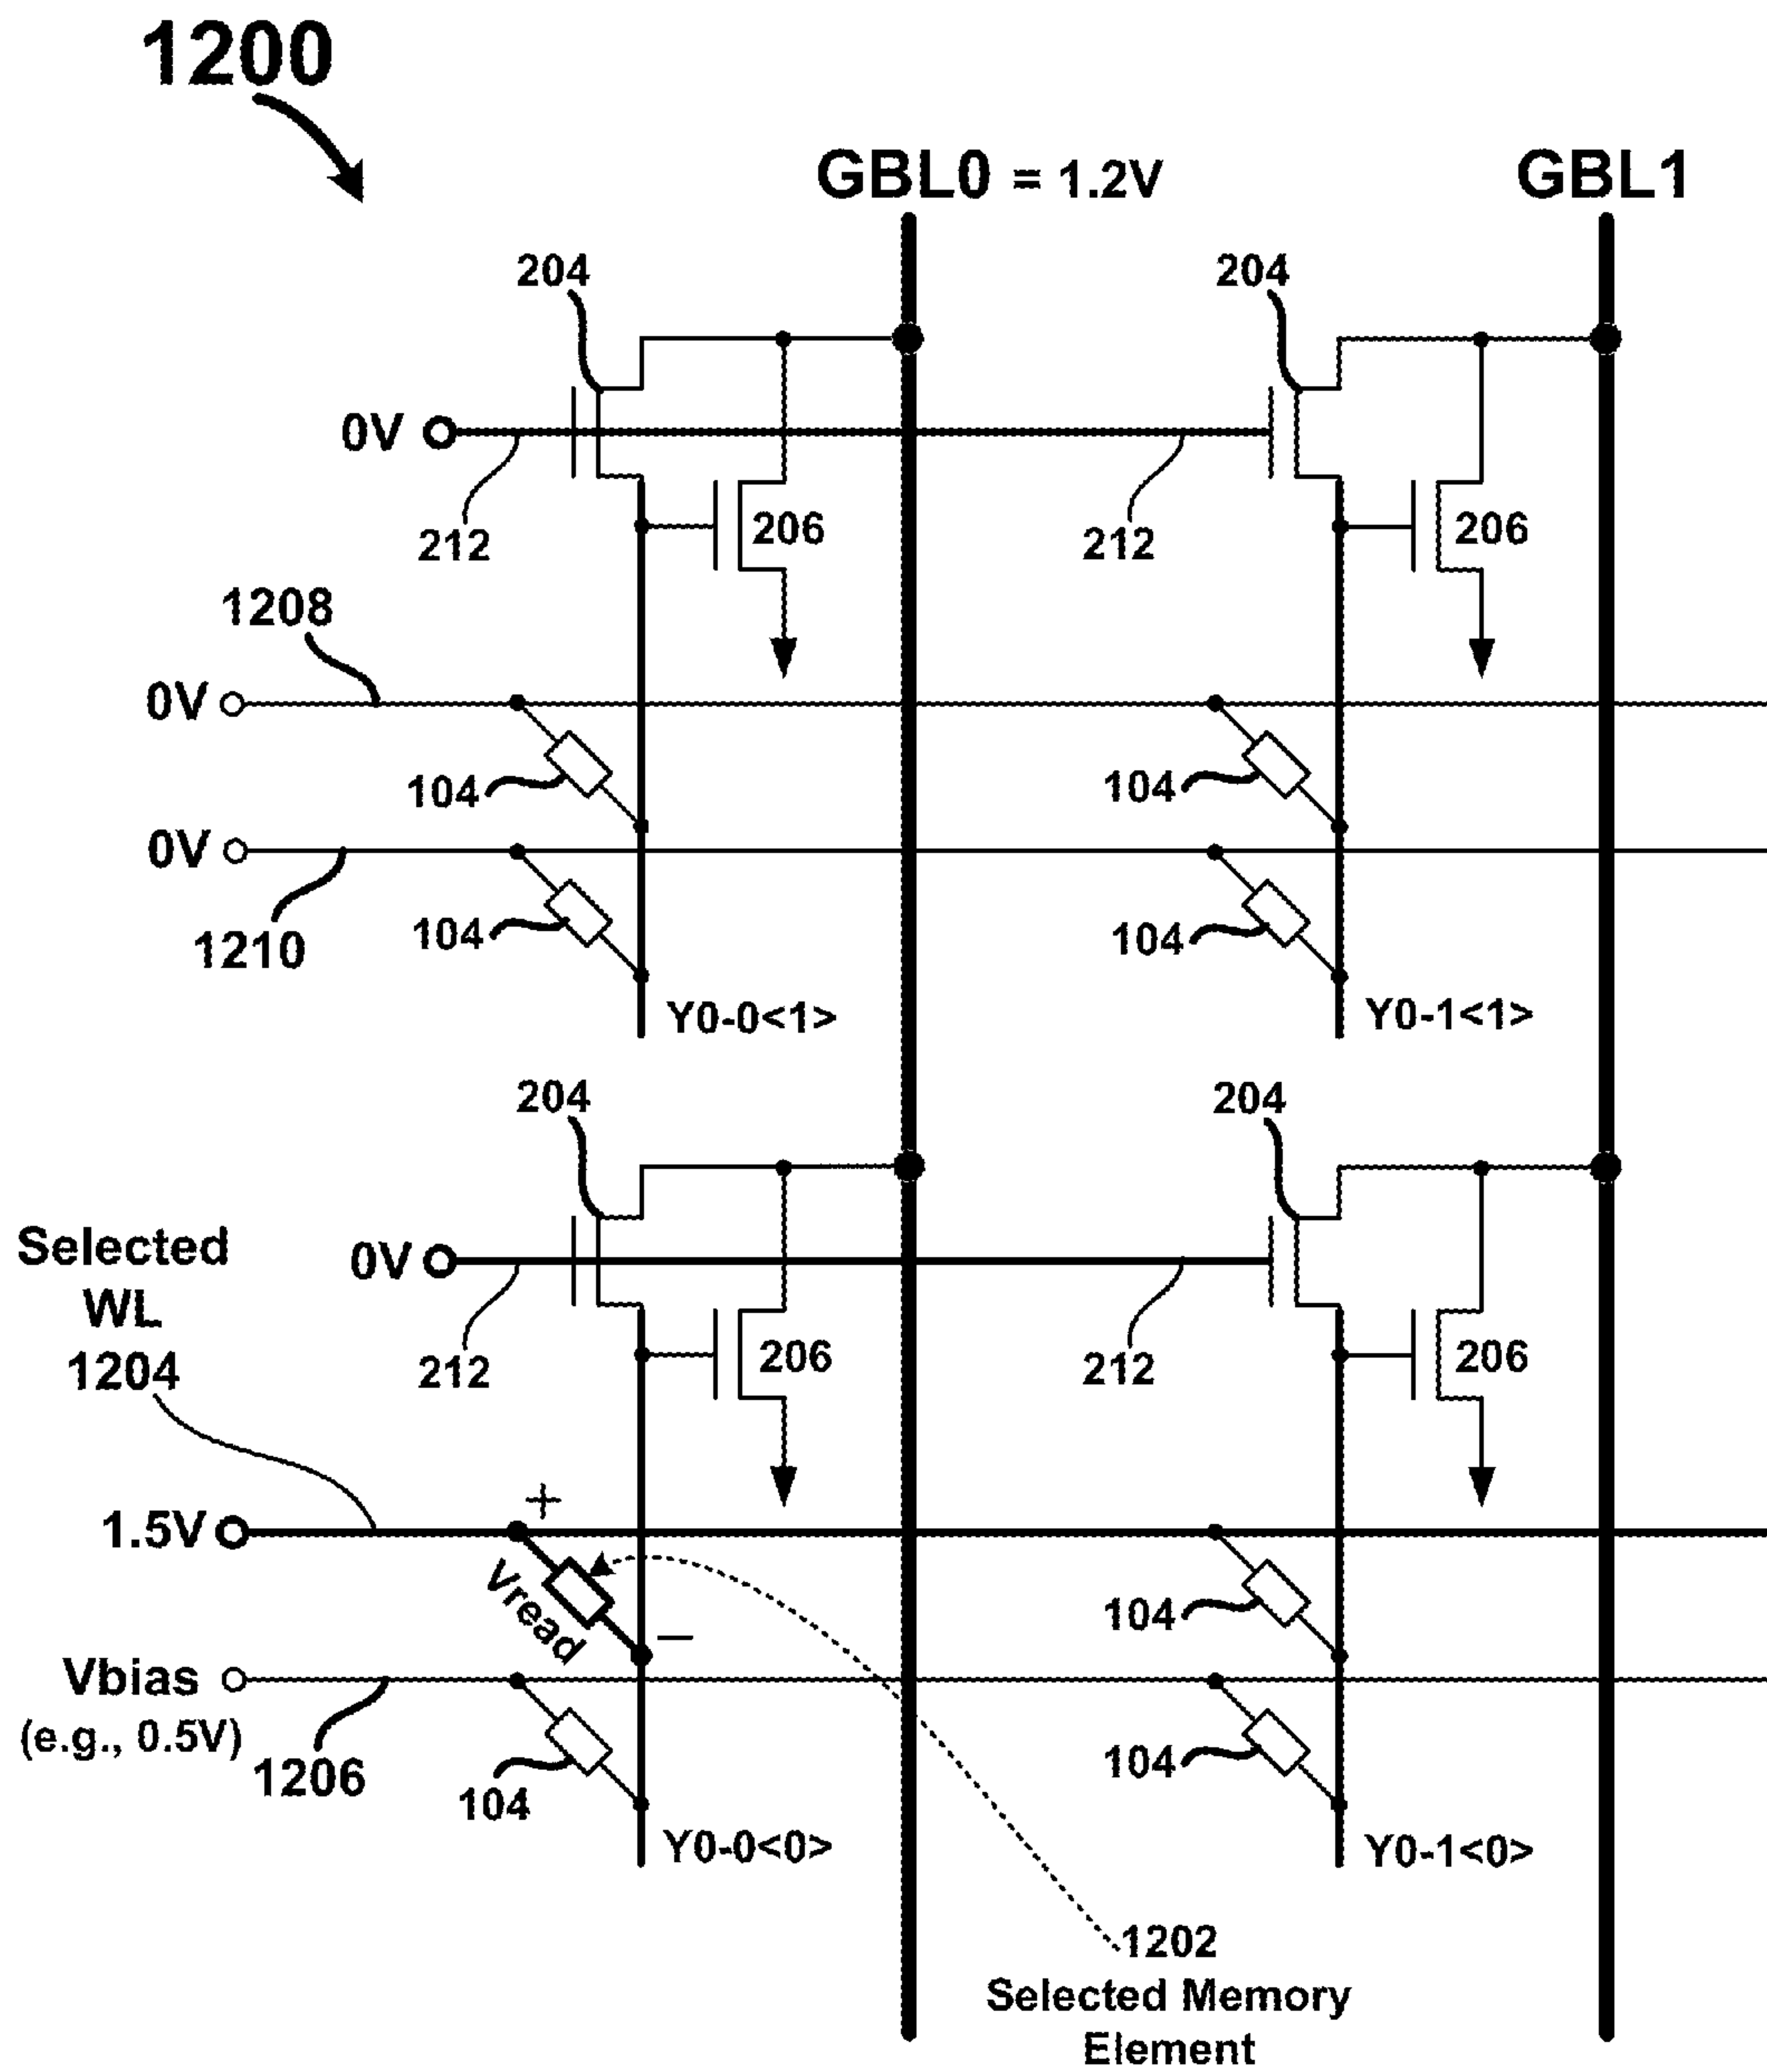 1200
GBL0 = 1.2V
GBL1
204
204
0V
212
206
212
206
1208
0V
104
104
0V
104
104
1210
Y0-0<1>
Y0-1<1>
204
204
Selected
WL
1204
0V
212
206
212
206
+
1.5V
Vread
−
104
Vbias
(e.g., 0.5V)
1206
104
104
Y0-0<0>
Y0-1<0>
1202
Selected Memory
Element